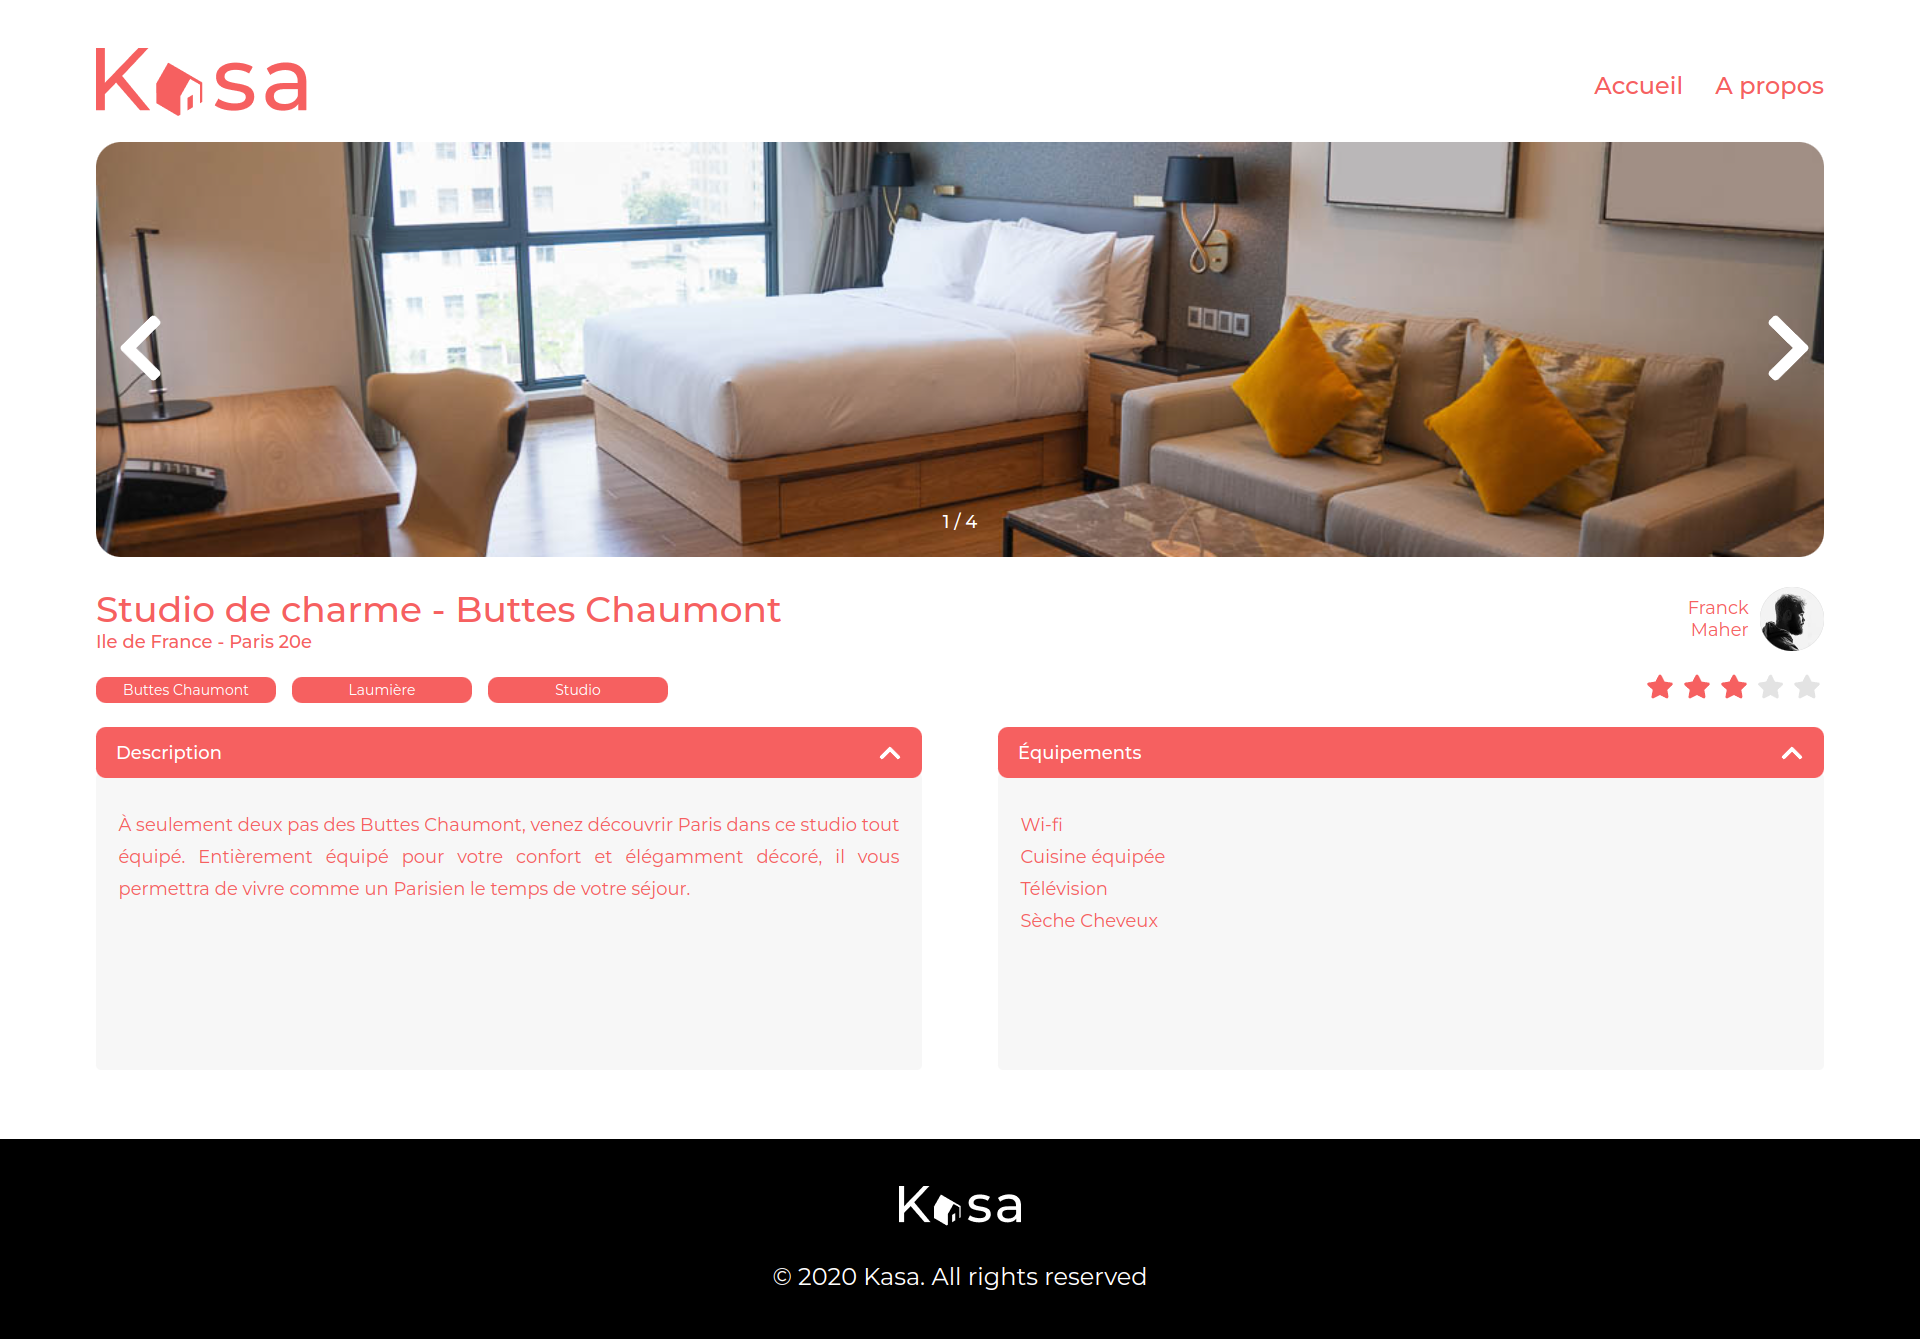 Kasa
Accueil A propos
1 / 4
Studio de charme - Buttes Chaumont
Ile de France - Paris 20e
Franck
Maher
Buttes Chaumont
Laumière
Studio
Description
À seulement deux pas des Buttes Chaumont, venez découvrir Paris dans ce studio tout
équipé. Entièrement équipé pour votre confort et élégamment décoré, il vous
permettra de vivre comme un Parisien le temps de votre séjour.
Équipements
Wi-fi
Cuisine équipée
Télévision
Sèche Cheveux
Kasa
© 2020 Kasa. All rights reserved